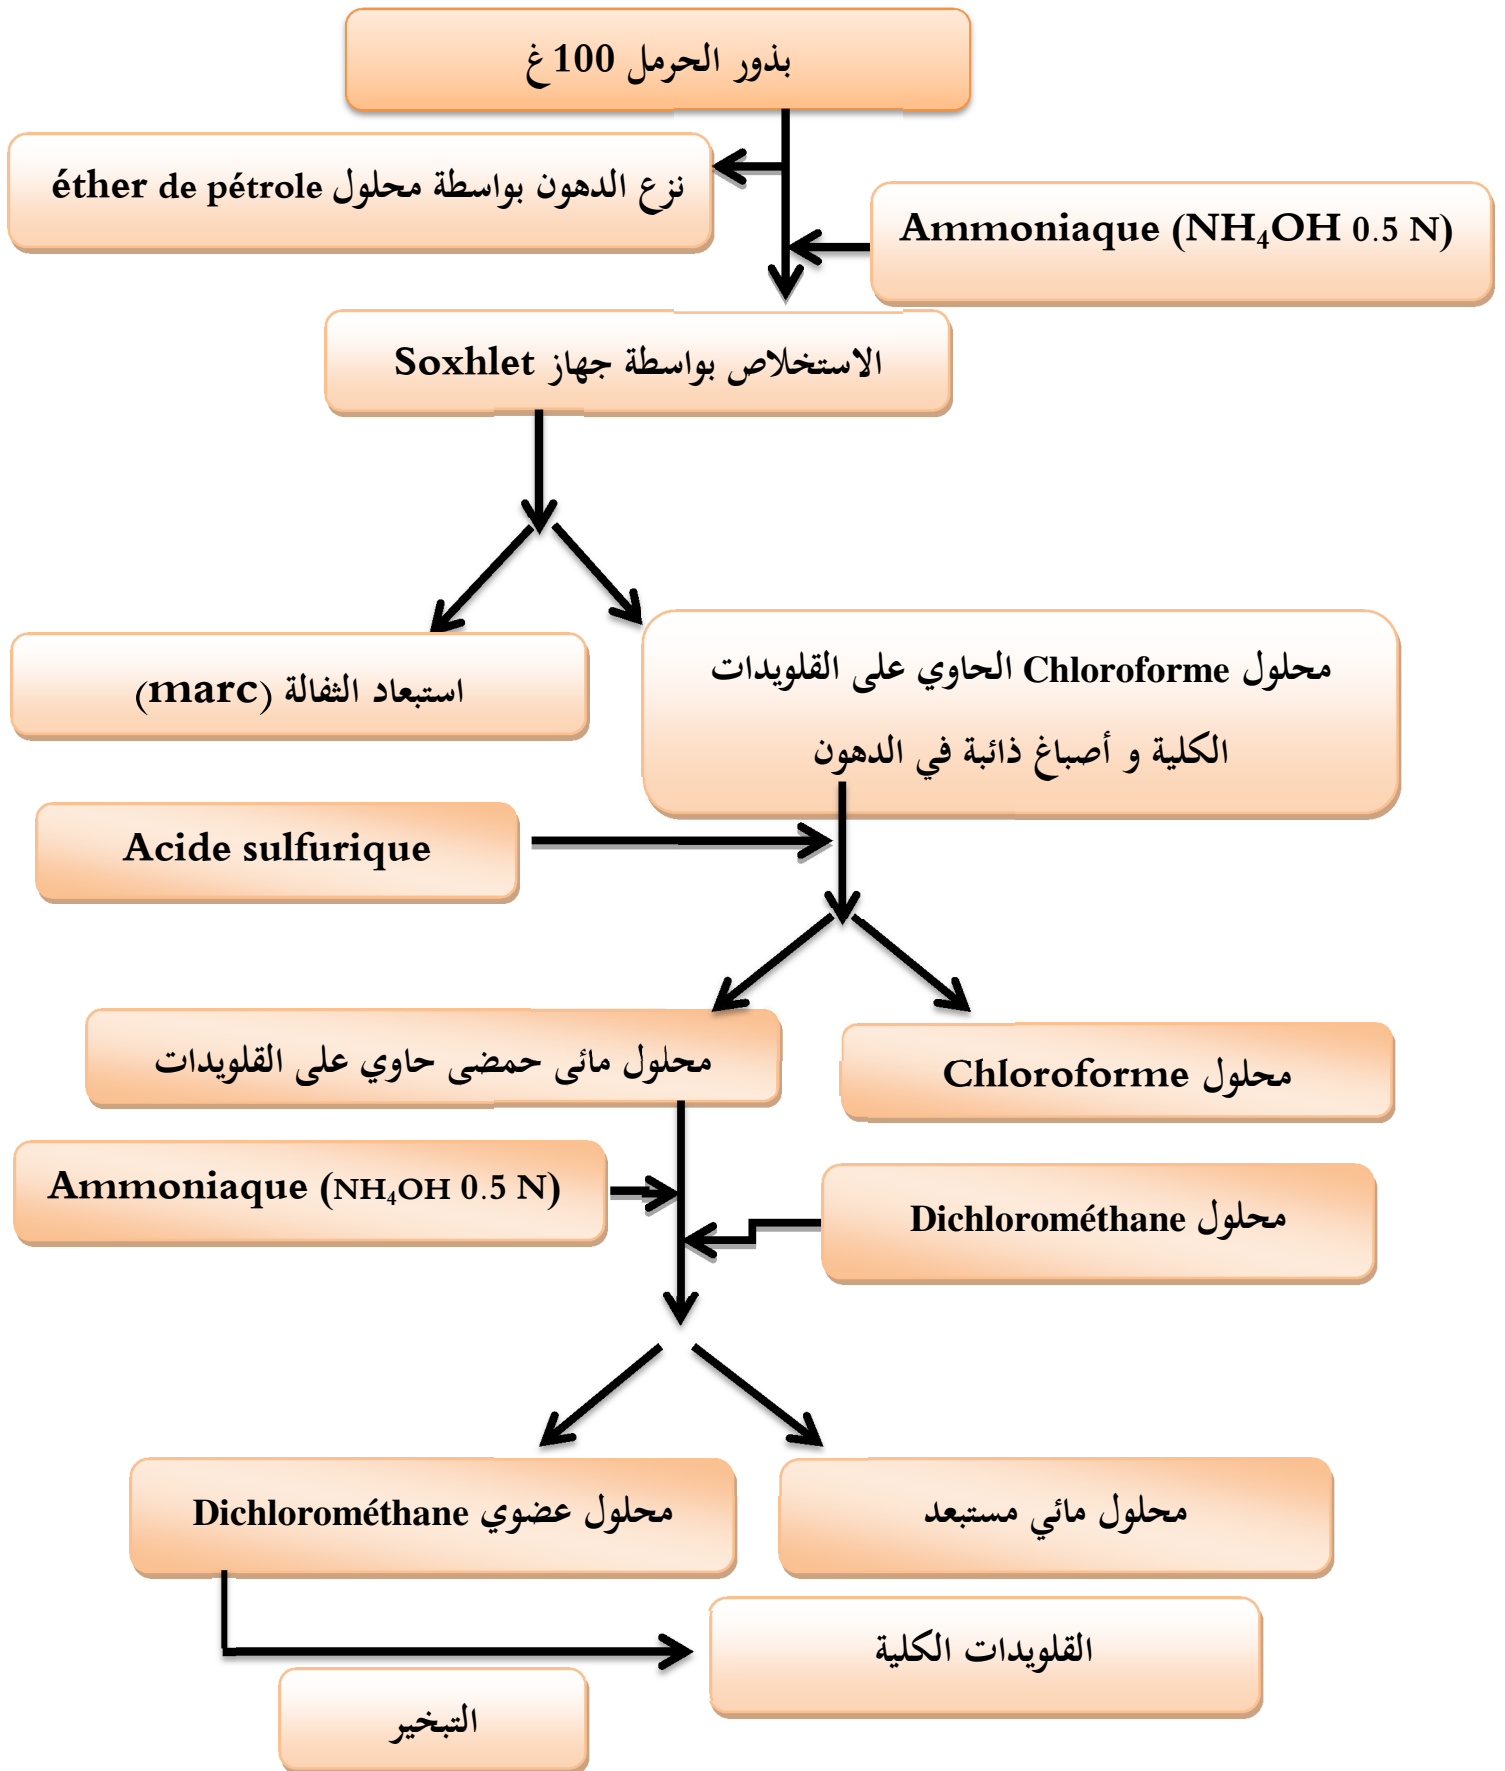 بذور الحرمل 100 غ
نزع الدهون بواسطة محلول éther de pétrole
Ammoniaque (NH₄OH 0.5 N)
الاستخلاص بواسطة جهاز Soxhlet
استبعاد الثفالة (marc)
محلول Chloroforme الحاوي على القلويدات
الكلية و أصباغ ذائبة في الدهون
Acide sulfurique
محلول مائى حمضى حاوي على القلويدات
محلول Chloroforme
Ammoniaque (NH₄OH 0.5 N)
محلول Dichlorométhane
محلول عضوي Dichlorométhane
محلول مائي مستبعد
القلويدات الكلية
التبخير